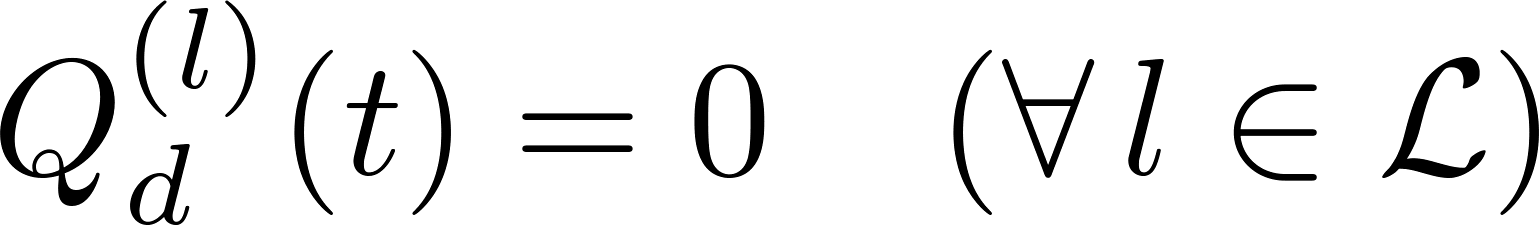 $Q_d^{(l)}(t) = 0 \quad (\forall\, l \in \mathcal{L})$